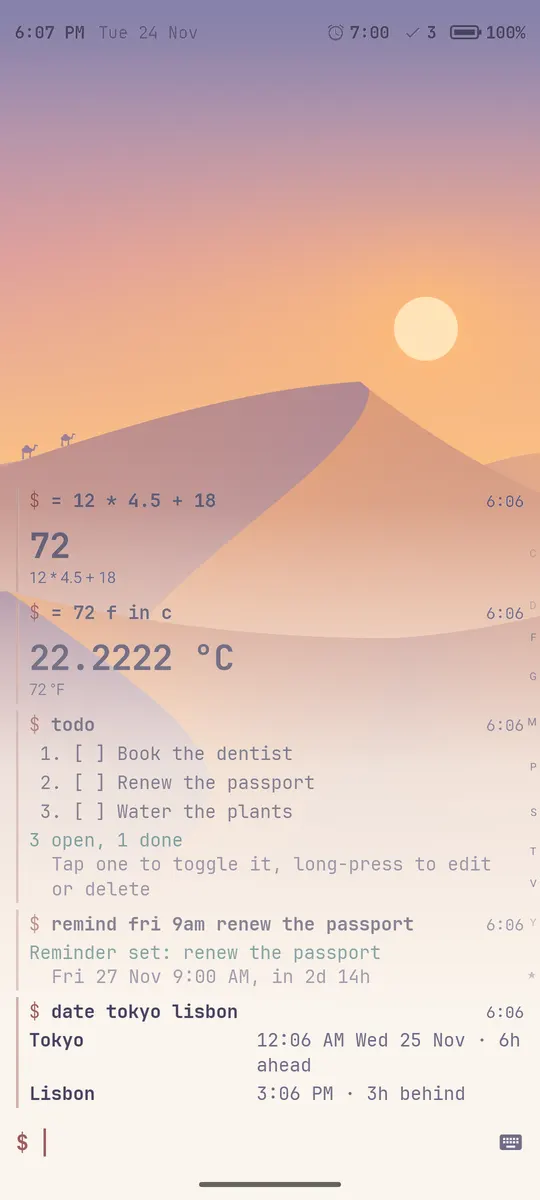 6:07 PM Tue 24 Nov 7:00 3 100%
$ = 12 * 4.5 + 18 6:06
72
12*4.5+18
C
$ = 72 f in c 6:06
D
F
22.2222 °C
G
72 °F
$ todo 6:06
M
1. [ ] Book the dentist
P
2. [ ] Renew the passport
3. [ ] Water the plants
S
3 open, 1 done
T
Tap one to toggle it, long-press to edit
or delete
V
$ remind fri 9am renew the passport 6:06
Y
Reminder set: renew the passport
Fri 27 Nov 9:00 AM, in 2d 14h
*
$ date tokyo lisbon 6:06
Tokyo 12:06 AM Wed 25 Nov · 6h
ahead
Lisbon 3:06 PM · 3h behind
$